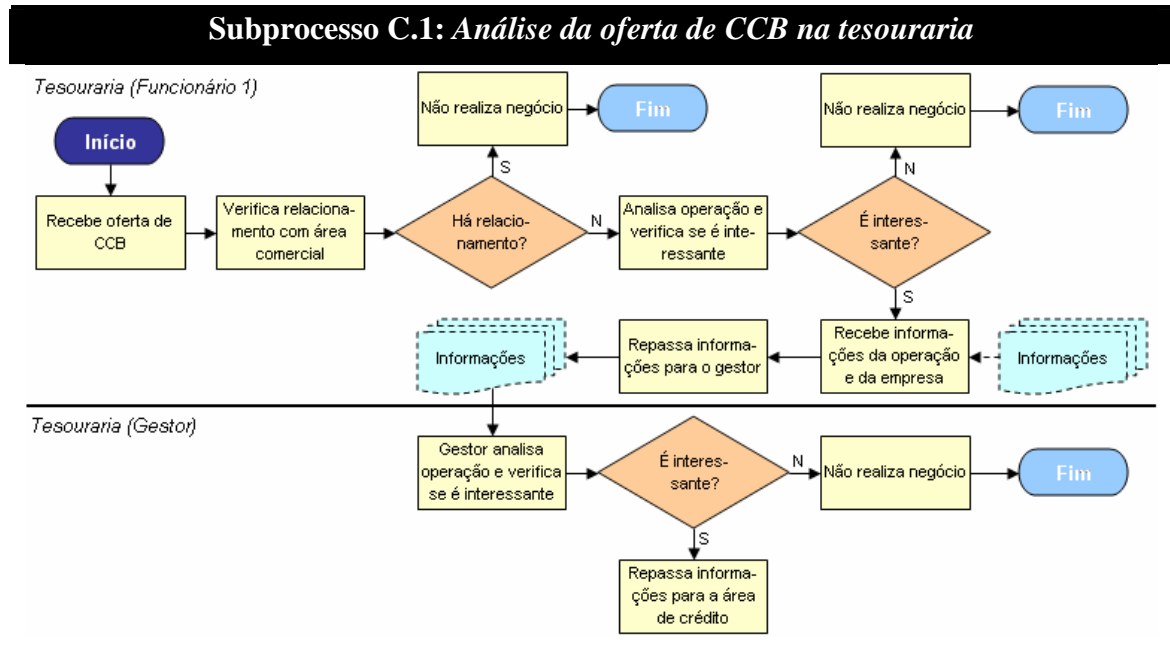 Subprocesso C.1: Análise da oferta de CCB na tesouraria
Tesouraria (Funcionário 1)
Início
Recebe oferta de
CCB
Verifica relaciona-
mento com área
comercial
Há relacio-
namento?
S
Não realiza negócio
Fim
N
Analisa operação e
verifica se é inte-
ressante
É interes-
sante?
N
Não realiza negócio
Fim
S
Recebe informa-
ções da operação
e da empresa
Informações
Repassa informa-
ções para o gestor
Informações
Tesouraria (Gestor)
Gestor analisa
operação e verifica
se é interessante
É interes-
sante?
N
Não realiza negócio
Fim
S
Repassa informa-
ções para a área
de crédito